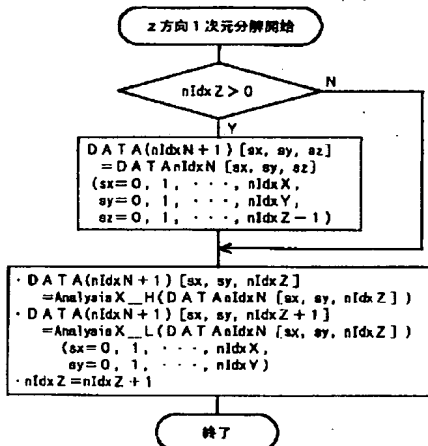 z方向1次元分解開始
nIdxZ>0
N
Y
DATA(nIdxN+1)[sx, sy, sz]
=DATAnIdxN [sx, sy, sz]
(sx=0, 1, ···, nIdxX,
sy=0, 1, ···, nIdxY,
sz=0, 1, ···, nIdxZ-1)
·DATA(nIdxN+1)[sx, sy, nIdxZ]
=AnalysisX_H(DATAnIdxN [sx, sy, nIdxZ])
·DATA(nIdxN+1)[sx, sy, nIdxZ+1]
=AnalysisX_L(DATAnIdxN [sx, sy, nIdxZ])
(sx=0, 1, ···, nIdxX,
sy=0, 1, ···, nIdxY)
·nIdxZ=nIdxZ+1
終了